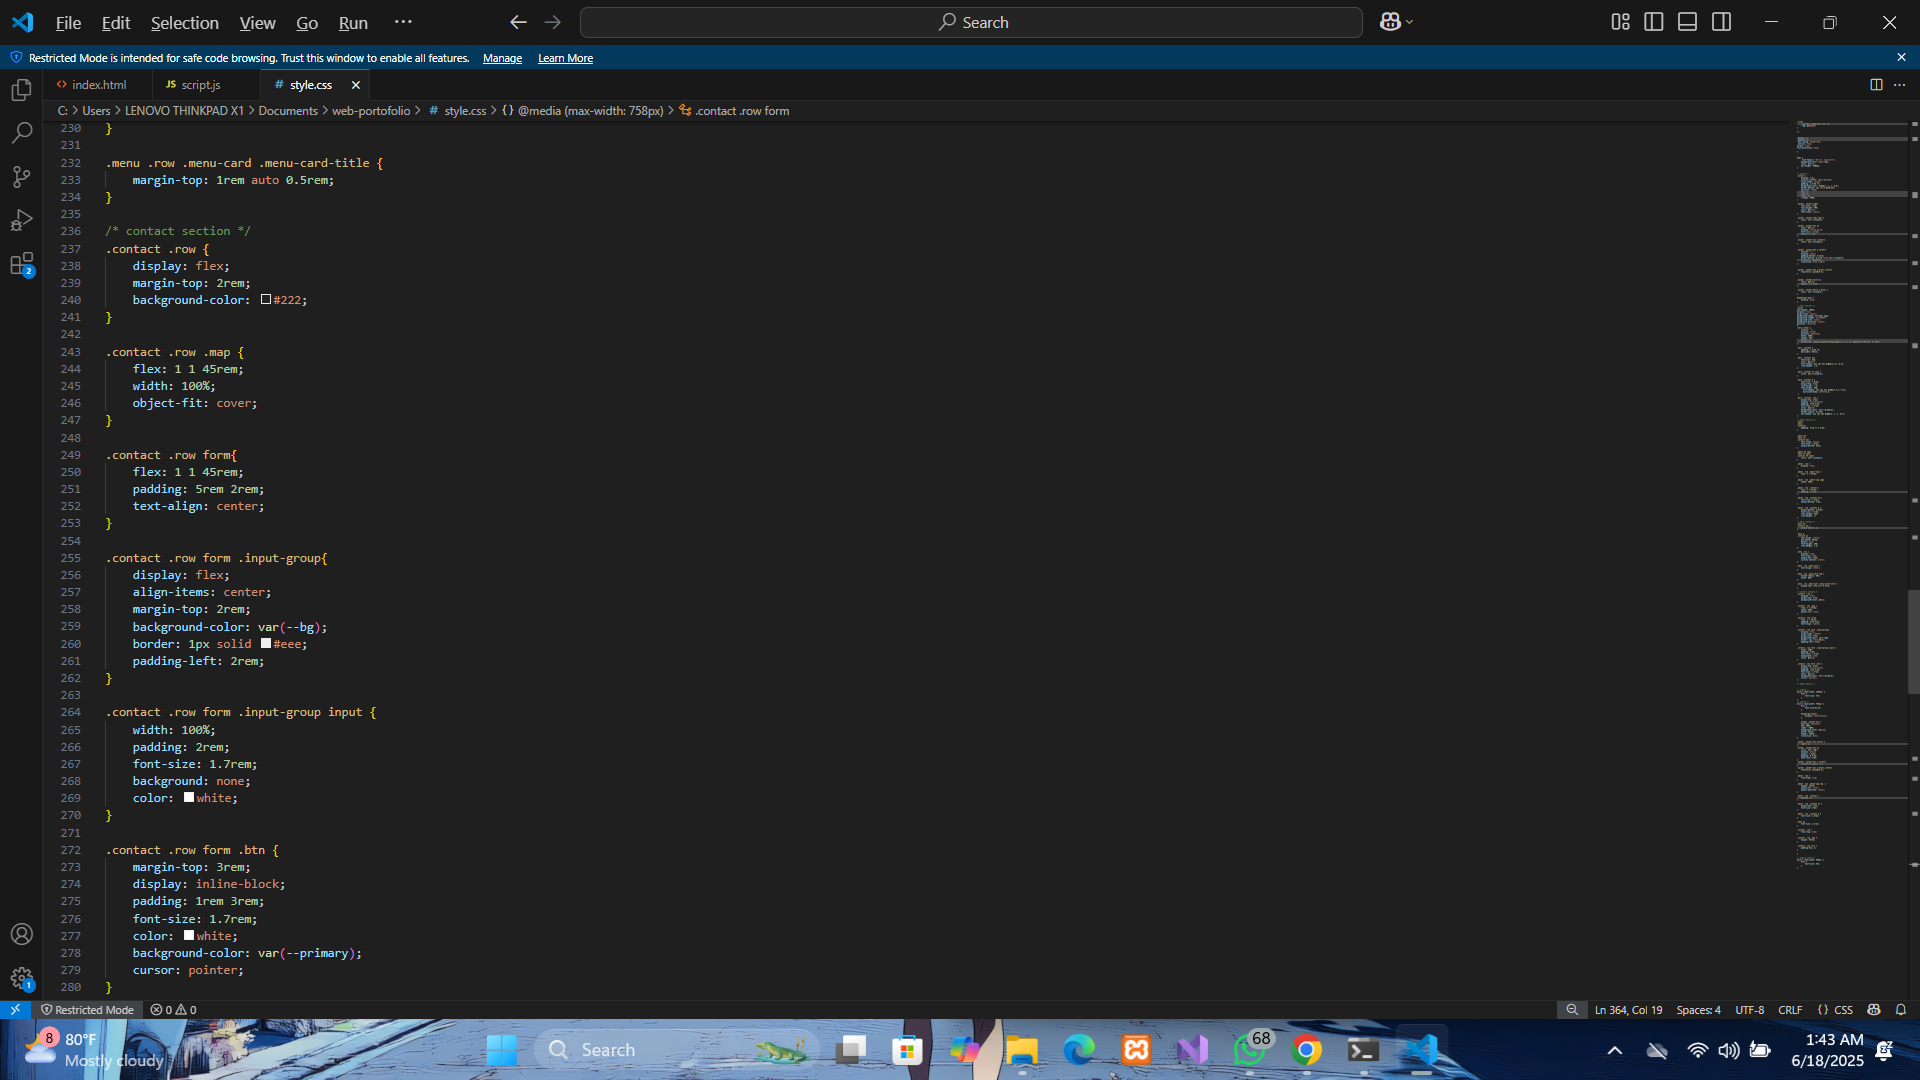 File Edit Selection View Go Run ···
Search
Restricted Mode is intended for safe code browsing. Trust this window to enable all features. Manage Learn More
index.html
JS script.js
# style.css
C: > Users > LENOVO THINKPAD X1 > Documents > web-portofolio > # style.css > {} @media (max-width: 758px) > .contact .row form
230 }
231
232 .menu .row .menu-card .menu-card-title {
233 margin-top: 1rem auto 0.5rem;
234 }
235
236 /* contact section */
237 .contact .row {
238 display: flex;
239 margin-top: 2rem;
240 background-color: #222;
241 }
242
243 .contact .row .map {
244 flex: 1 1 45rem;
245 width: 100%;
246 object-fit: cover;
247 }
248
249 .contact .row form{
250 flex: 1 1 45rem;
251 padding: 5rem 2rem;
252 text-align: center;
253 }
254
255 .contact .row form .input-group{
256 display: flex;
257 align-items: center;
258 margin-top: 2rem;
259 background-color: var(--bg);
260 border: 1px solid #eee;
261 padding-left: 2rem;
262 }
263
264 .contact .row form .input-group input {
265 width: 100%;
266 padding: 2rem;
267 font-size: 1.7rem;
268 background: none;
269 color: white;
270 }
271
272 .contact .row form .btn {
273 margin-top: 3rem;
274 display: inline-block;
275 padding: 1rem 3rem;
276 font-size: 1.7rem;
277 color: white;
278 background-color: var(--primary);
279 cursor: pointer;
280 }
2
1
Restricted Mode 0 0
Ln 364, Col 19 Spaces: 4 UTF-8 CRLF {} CSS
8
80°F
Mostly cloudy
Search
68
1:43 AM
6/18/2025